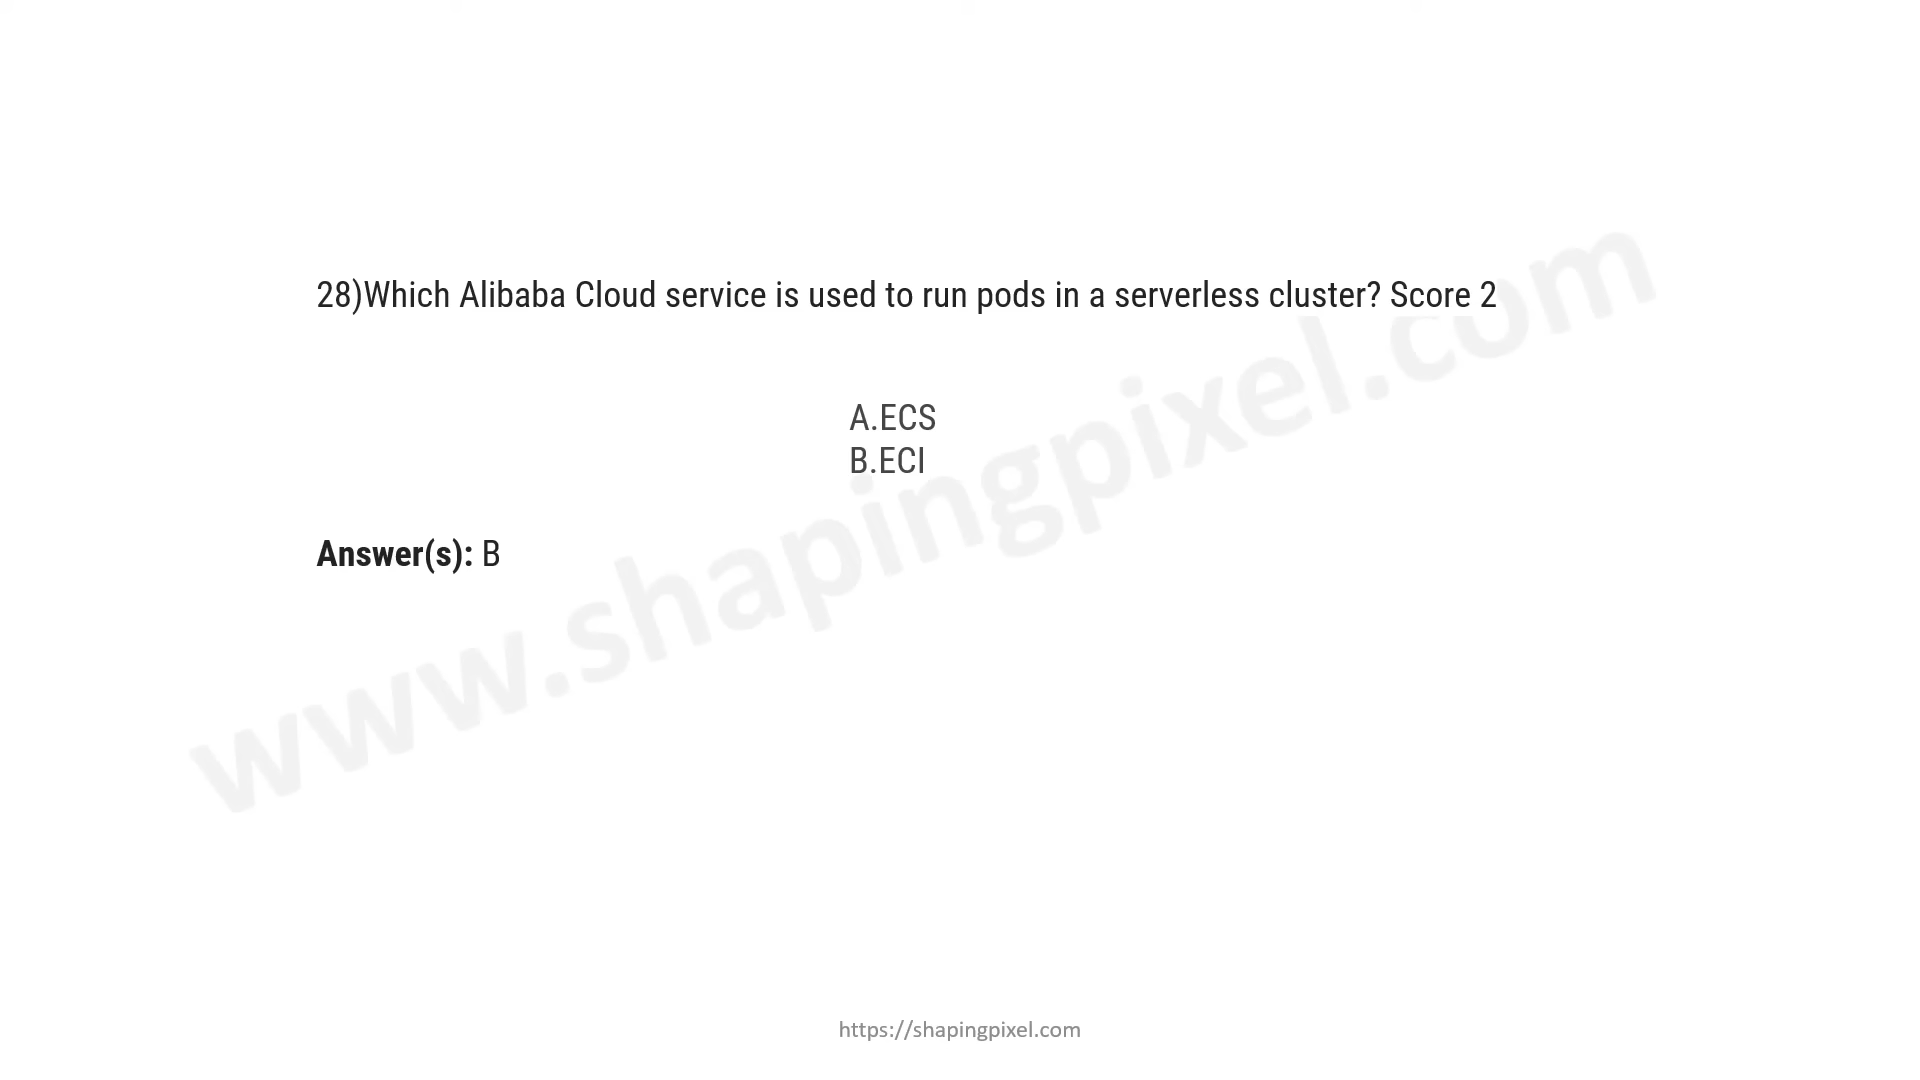 28)Which Alibaba Cloud service is used to run pods in a serverless cluster? Score 2
A.ECS
B.ECI
Answer(s): B
www.shapingpixel.com
https://shapingpixel.com